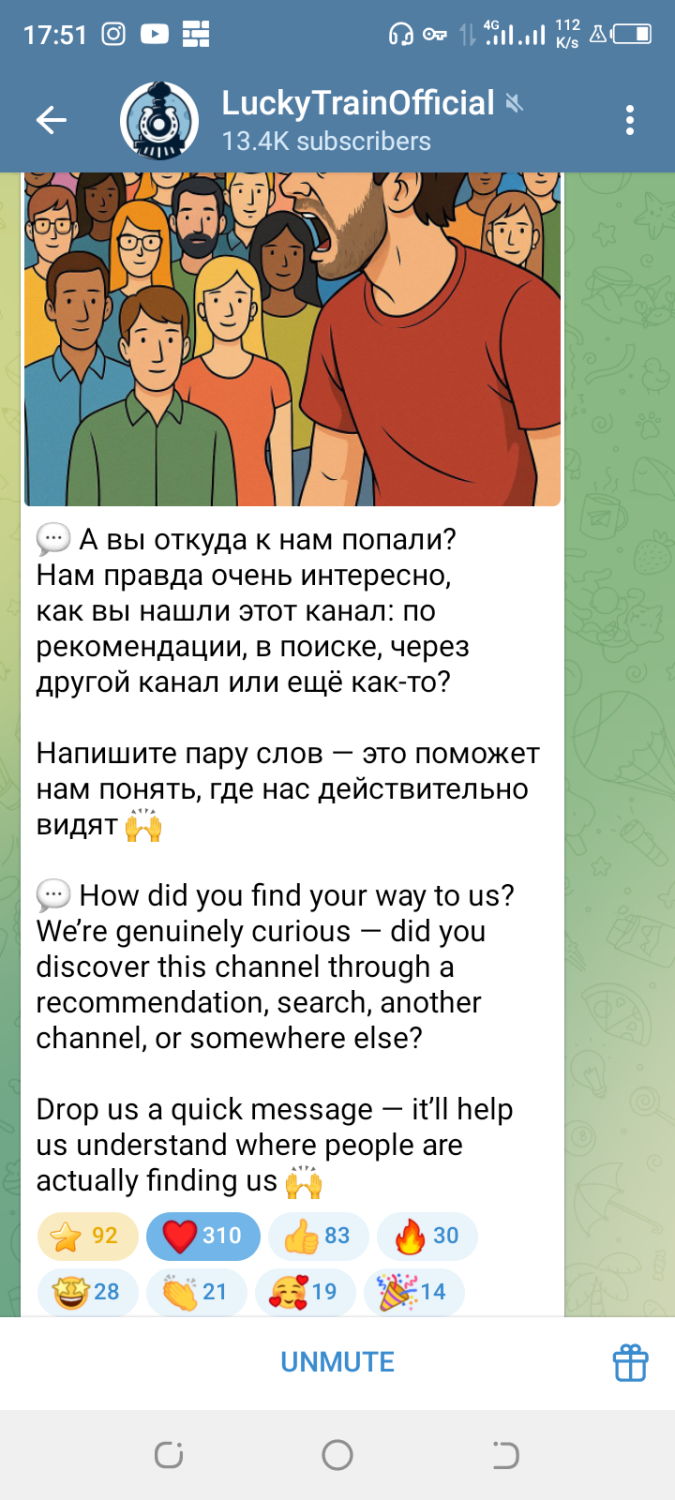 17:51
4G
112
K/s
LuckyTrainOfficial
13.4K subscribers
💬 А вы откуда к нам попали?
Нам правда очень интересно,
как вы нашли этот канал: по
рекомендации, в поиске, через
другой канал или ещё как-то?
Напишите пару слов — это поможет
нам понять, где нас действительно
видят 🙌
💬 How did you find your way to us?
We’re genuinely curious — did you
discover this channel through a
recommendation, search, another
channel, or somewhere else?
Drop us a quick message — it’ll help
us understand where people are
actually finding us 🙌
⭐ 92 ❤️ 310 👍 83 🔥 30
🤩 28 👏 21 🥰 19 🎉 14
UNMUTE